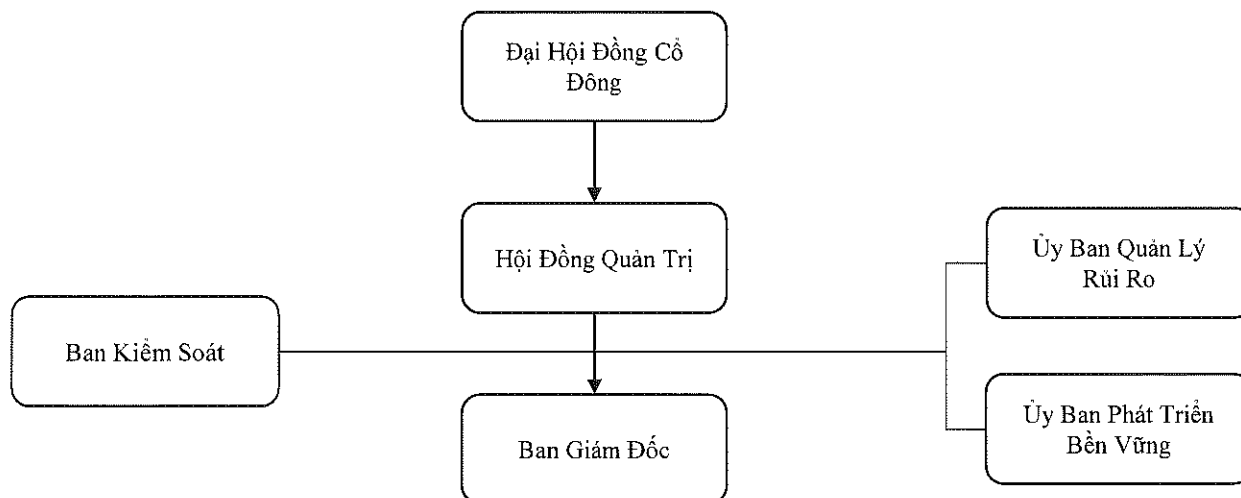 Đại Hội Đồng Cổ
Đông
Hội Đồng Quản Trị
Ủy Ban Quản Lý
Rủi Ro
Ban Kiểm Soát
Ủy Ban Phát Triển
Bền Vững
Ban Giám Đốc